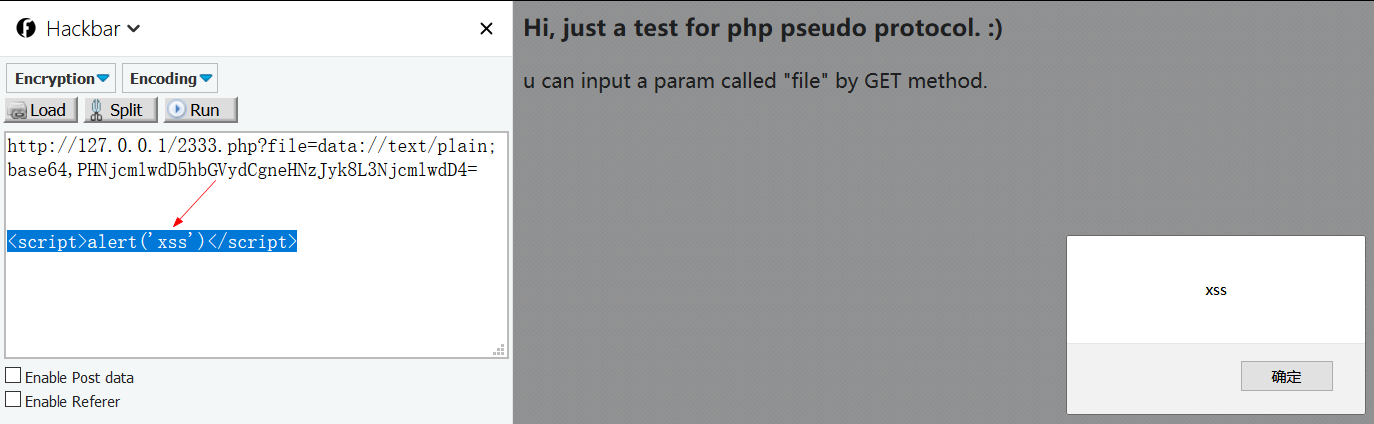 Hackbar
Encryption
Encoding
Load
Split
Run
http://127.0.0.1/2333.php?file=data://text/plain;
base64,PHNjcmlwdD5hbGVydCgneHNzJyk8L3NjcmlwdD4=
<script>alert('xss')</script>
Enable Post data
Enable Referer
Hi, just a test for php pseudo protocol. :)
u can input a param called "file" by GET method.
xss
确定